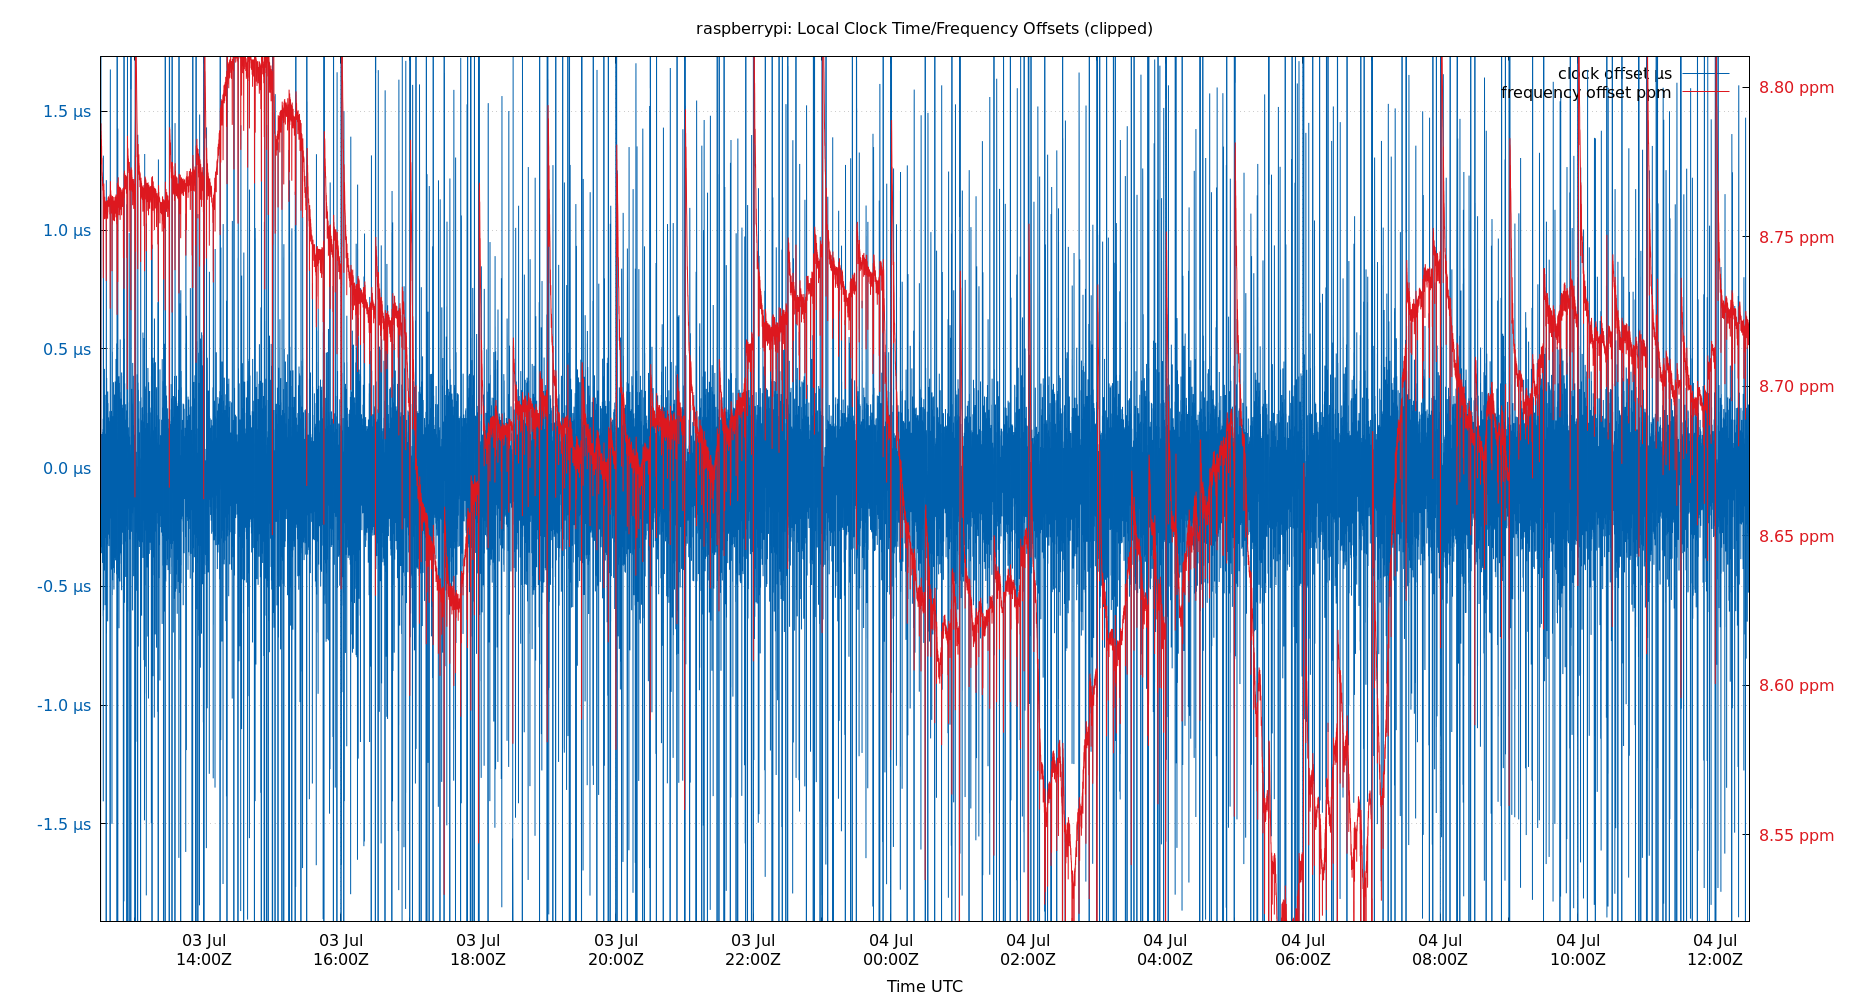 raspberrypi: Local Clock Time/Frequency Offsets (clipped)
clock offset µs
frequency offset ppm
1.5 µs
1.0 µs
0.5 µs
0.0 µs
-0.5 µs
-1.0 µs
-1.5 µs
8.80 ppm
8.75 ppm
8.70 ppm
8.65 ppm
8.60 ppm
8.55 ppm
03 Jul
14:00Z
03 Jul
16:00Z
03 Jul
18:00Z
03 Jul
20:00Z
03 Jul
22:00Z
04 Jul
00:00Z
04 Jul
02:00Z
04 Jul
04:00Z
04 Jul
06:00Z
04 Jul
08:00Z
04 Jul
10:00Z
04 Jul
12:00Z
Time UTC